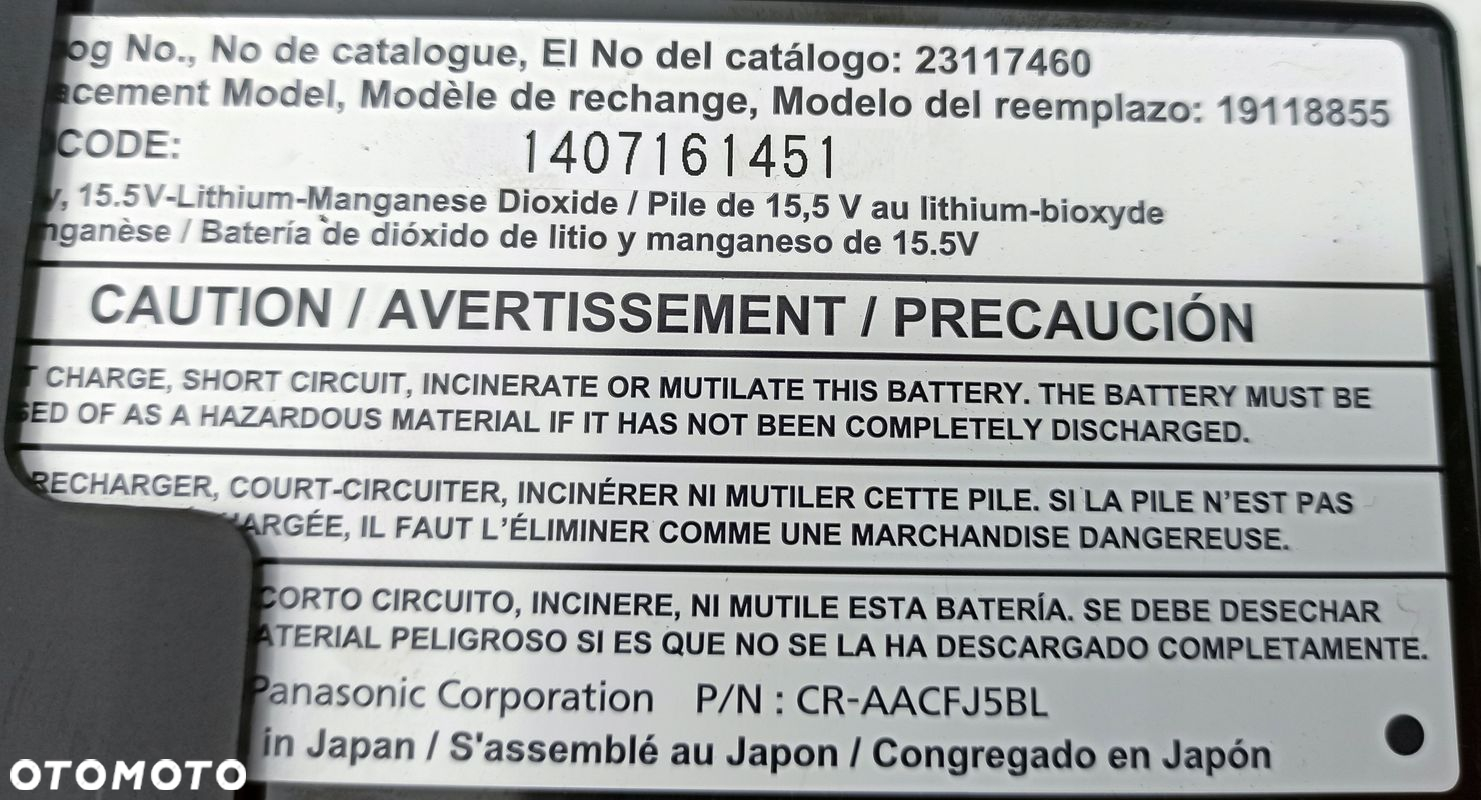 og No., No de catalogue, El No del catálogo: 23117460
acement Model, Modèle de rechange, Modelo del reemplazo: 19118855
CODE: 1407161451
y, 15.5V-Lithium-Manganese Dioxide / Pile de 15,5 V au lithium-bioxyde
nganèse / Batería de dióxido de litio y manganeso de 15.5V
CAUTION / AVERTISSEMENT / PRECAUCIÓN
T CHARGE, SHORT CIRCUIT, INCINERATE OR MUTILATE THIS BATTERY. THE BATTERY MUST BE
SED OF AS A HAZARDOUS MATERIAL IF IT HAS NOT BEEN COMPLETELY DISCHARGED.
RECHARGER, COURT-CIRCUITER, INCINÉRER NI MUTILER CETTE PILE. SI LA PILE N'EST PAS
HARGÉE, IL FAUT L'ÉLIMINER COMME UNE MARCHANDISE DANGEREUSE.
CORTO CIRCUITO, INCINERE, NI MUTILE ESTA BATERÍA. SE DEBE DESECHAR
ATERIAL PELIGROSO SI ES QUE NO SE LA HA DESCARGADO COMPLETAMENTE.
Panasonic Corporation P/N : CR-AACFJ5BL
in Japan / S'assemblé au Japon / Congregado en Japón
OTOMOTO